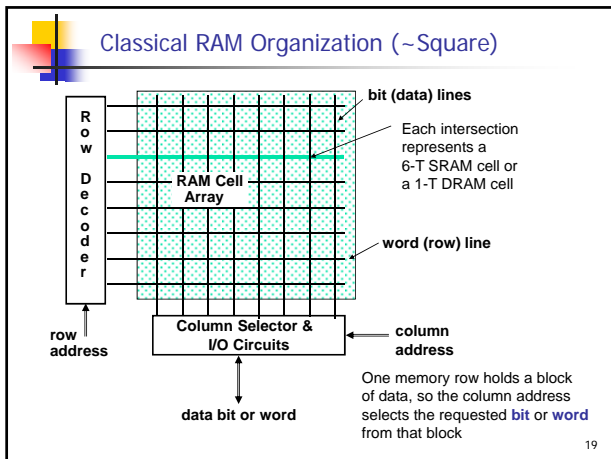 Classical RAM Organization (~Square)
R
o
w
D
e
c
o
d
e
r
bit (data) lines
Each intersection
represents a
6-T SRAM cell or
a 1-T DRAM cell
RAM Cell
Array
word (row) line
row
address
Column Selector &
I/O Circuits
column
address
data bit or word
One memory row holds a block
of data, so the column address
selects the requested bit or word
from that block
19